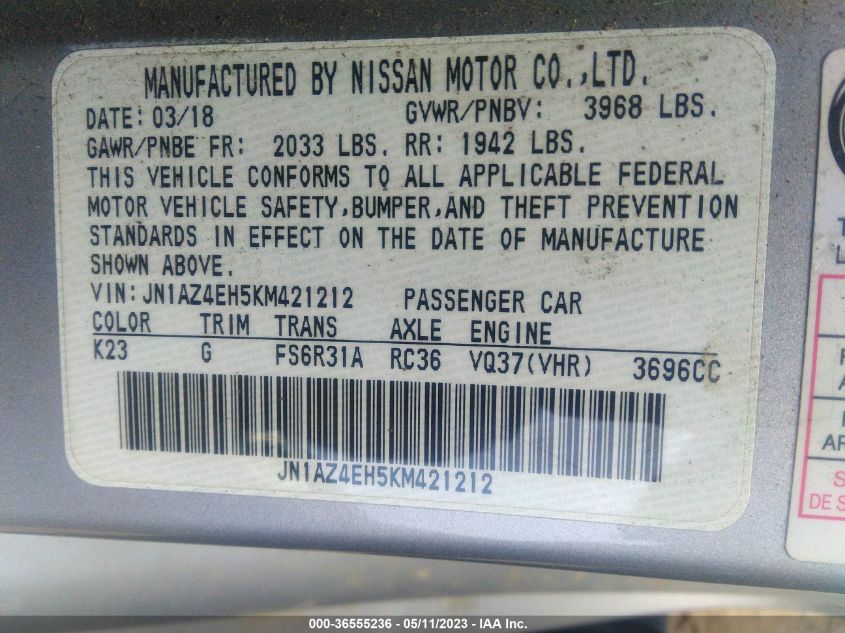 MANUFACTURED BY NISSAN MOTOR CO.,LTD.
DATE: 03/18 GVWR/PNBV: 3968 LBS.
GAWR/PNBE FR: 2033 LBS. RR: 1942 LBS.
THIS VEHICLE CONFORMS TO ALL APPLICABLE FEDERAL
MOTOR VEHICLE SAFETY,BUMPER,AND THEFT PREVENTION
STANDARDS IN EFFECT ON THE DATE OF MANUFACTURE
SHOWN ABOVE.
VIN: JN1AZ4EH5KM421212 PASSENGER CAR
COLOR TRIM TRANS AXLE ENGINE
K23 G FS6R31A RC36 VQ37(VHR) 3696CC
JN1AZ4EH5KM421212
DE
000-36555236 - 05/11/2023 - IAA Inc.